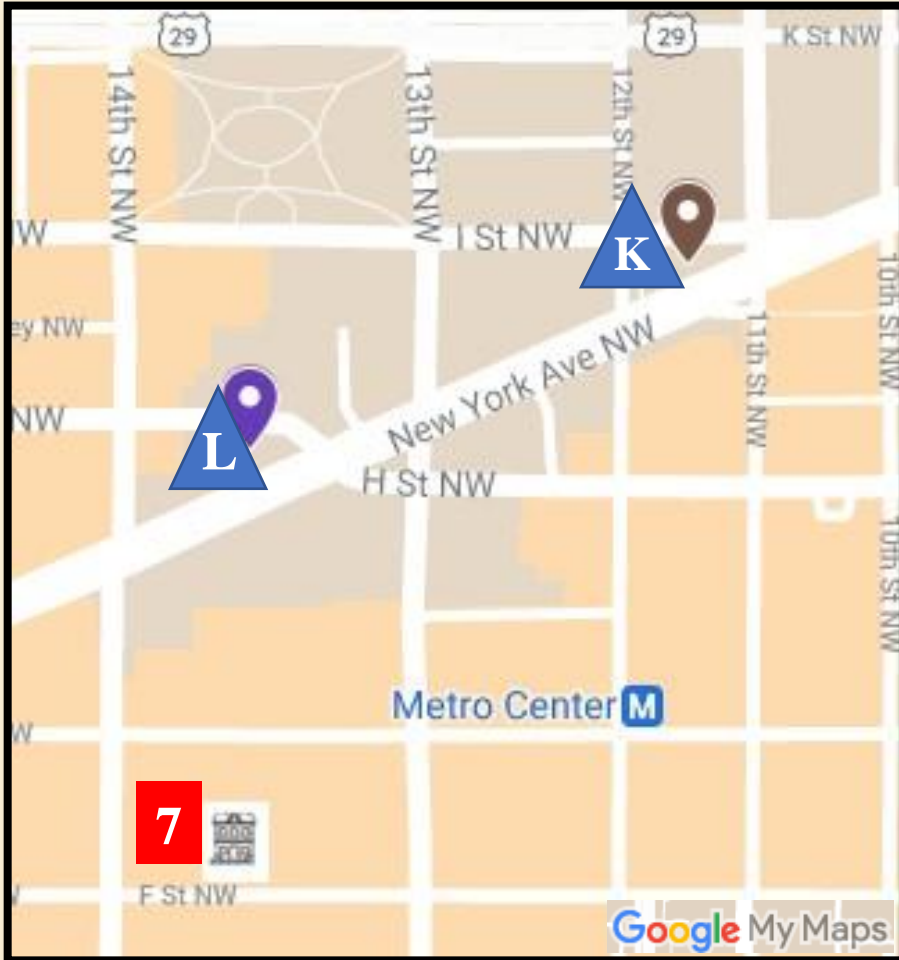 29
29
K St NW
14th St NW
13th St NW
12th St NW
W
I St NW
K
10th St NW
ey NW
New York Ave NW
11th St NW
NW
L
H St NW
10th St NW
Metro Center M
W
7
F St NW
Google My Maps